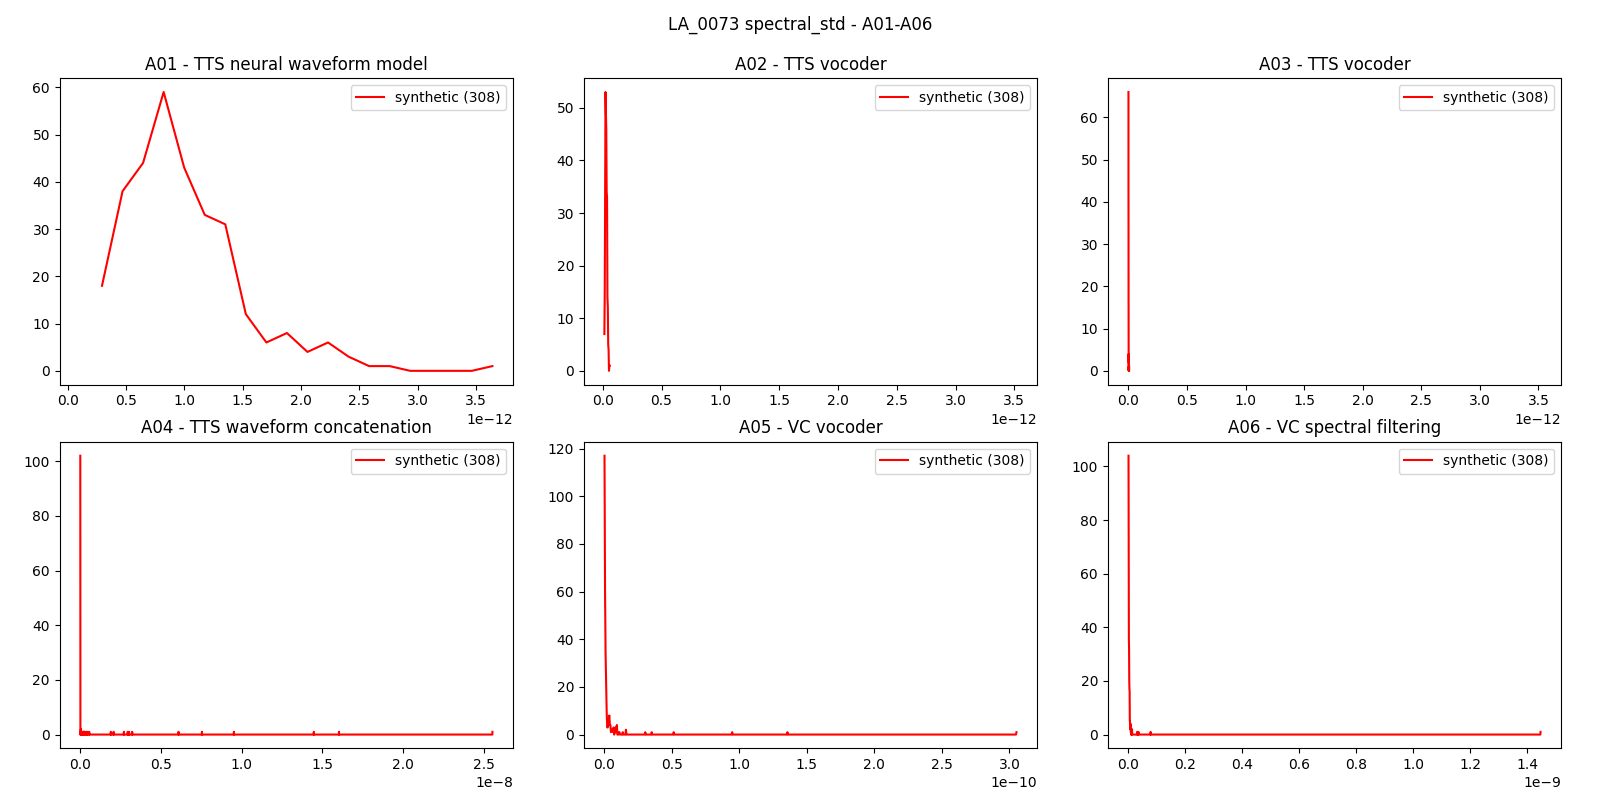 LA_0073 spectral_std - A01-A06
A01 - TTS neural waveform model
A02 - TTS vocoder
A03 - TTS vocoder
synthetic (308)
synthetic (308)
synthetic (308)
60
50
40
30
20
10
0
50
40
30
20
10
0
60
50
40
30
20
10
0
0.0 0.5 1.0 1.5 2.0 2.5 3.0 3.5
1e−12
0.0 0.5 1.0 1.5 2.0 2.5 3.0 3.5
1e−12
0.0 0.5 1.0 1.5 2.0 2.5 3.0 3.5
1e−12
A04 - TTS waveform concatenation
A05 - VC vocoder
A06 - VC spectral filtering
synthetic (308)
synthetic (308)
synthetic (308)
100
80
60
40
20
0
120
100
80
60
40
20
0
100
80
60
40
20
0
0.0 0.5 1.0 1.5 2.0 2.5
1e−8
0.0 0.5 1.0 1.5 2.0 2.5 3.0
1e−10
0.0 0.2 0.4 0.6 0.8 1.0 1.2 1.4
1e−9